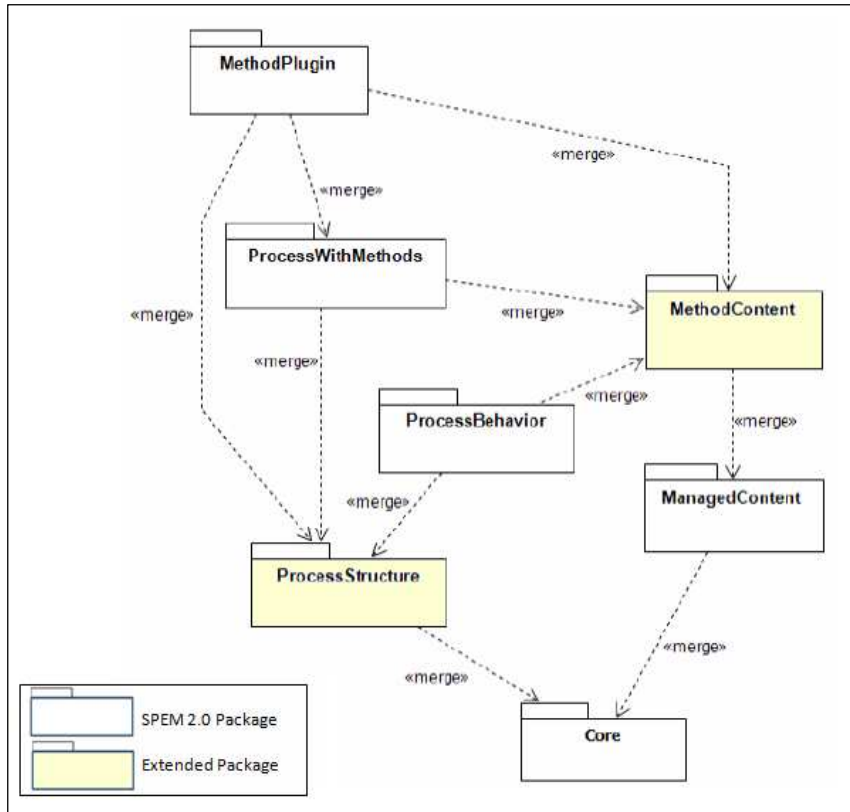 MethodPlugin
«merge»
«merge»
ProcessWithMethods
«merge»
MethodContent
«merge»
«merge»
«merge»
ProcessBehavior
«merge»
ManagedContent
«merge»
ProcessStructure
«merge»
«merge»
SPEM 2.0 Package
Core
Extended Package